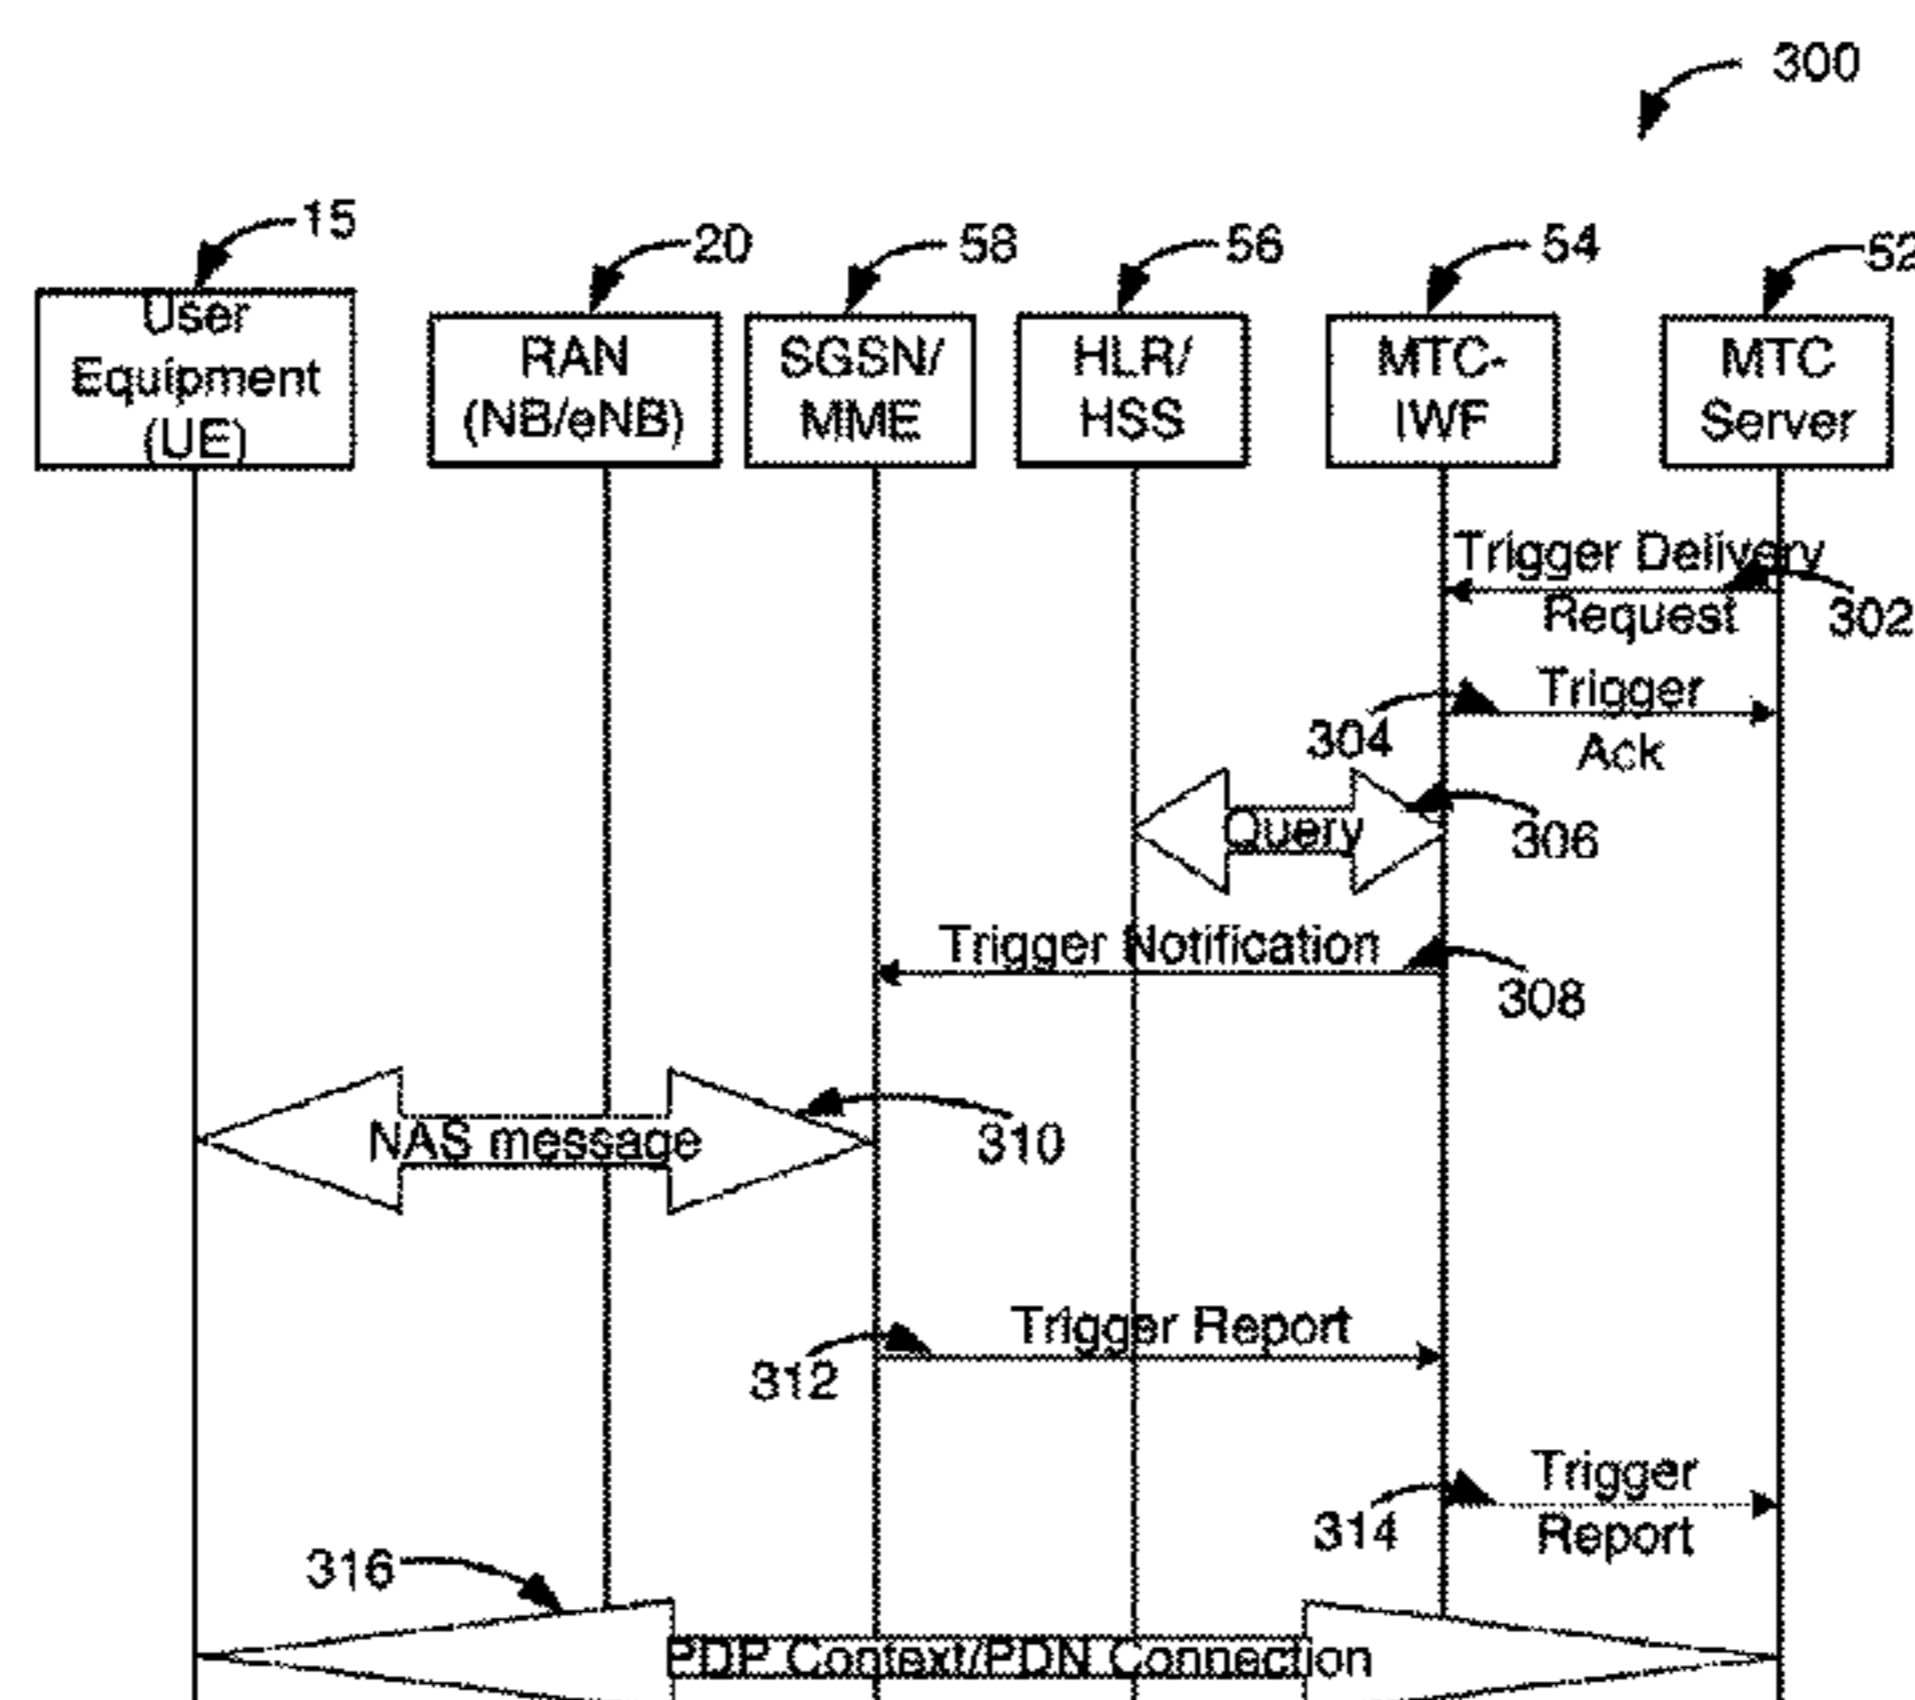 300
15
20
58
56
54
52
User
Equipment
(UE)
RAN
(NB/eNB)
SGSN/
MME
HLR/
HSS
MTC-
IWF
MTC
Server
Trigger Delivery
Request
302
Trigger
Ack
304
Query
306
Trigger Notification
308
NAS message
310
Trigger Report
312
Trigger
Report
314
316
PDP Context/PDN Connection